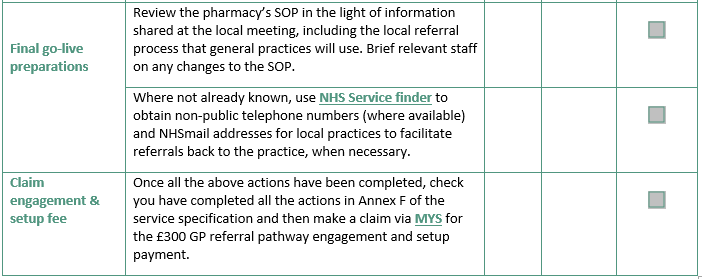 Review the pharmacy's SOP in the light of information
shared at the local meeting, including the local referral
Final go-live
process that general practices will use. Brief relevant staff
preparations
on any changes to the SOP.
Where not already known, use NHS Service finder to
obtain non-public telephone numbers (where available)
and NHSmail addresses for local practices to facilitate
referrals back to the practice, when necessary.
Claim
engagement &
setup fee
Once all the above actions have been completed, check
you have completed all the actions in Annex F of the
service specification and then make a claim via MYS for
the £300 GP referral pathway engagement and setup
payment.